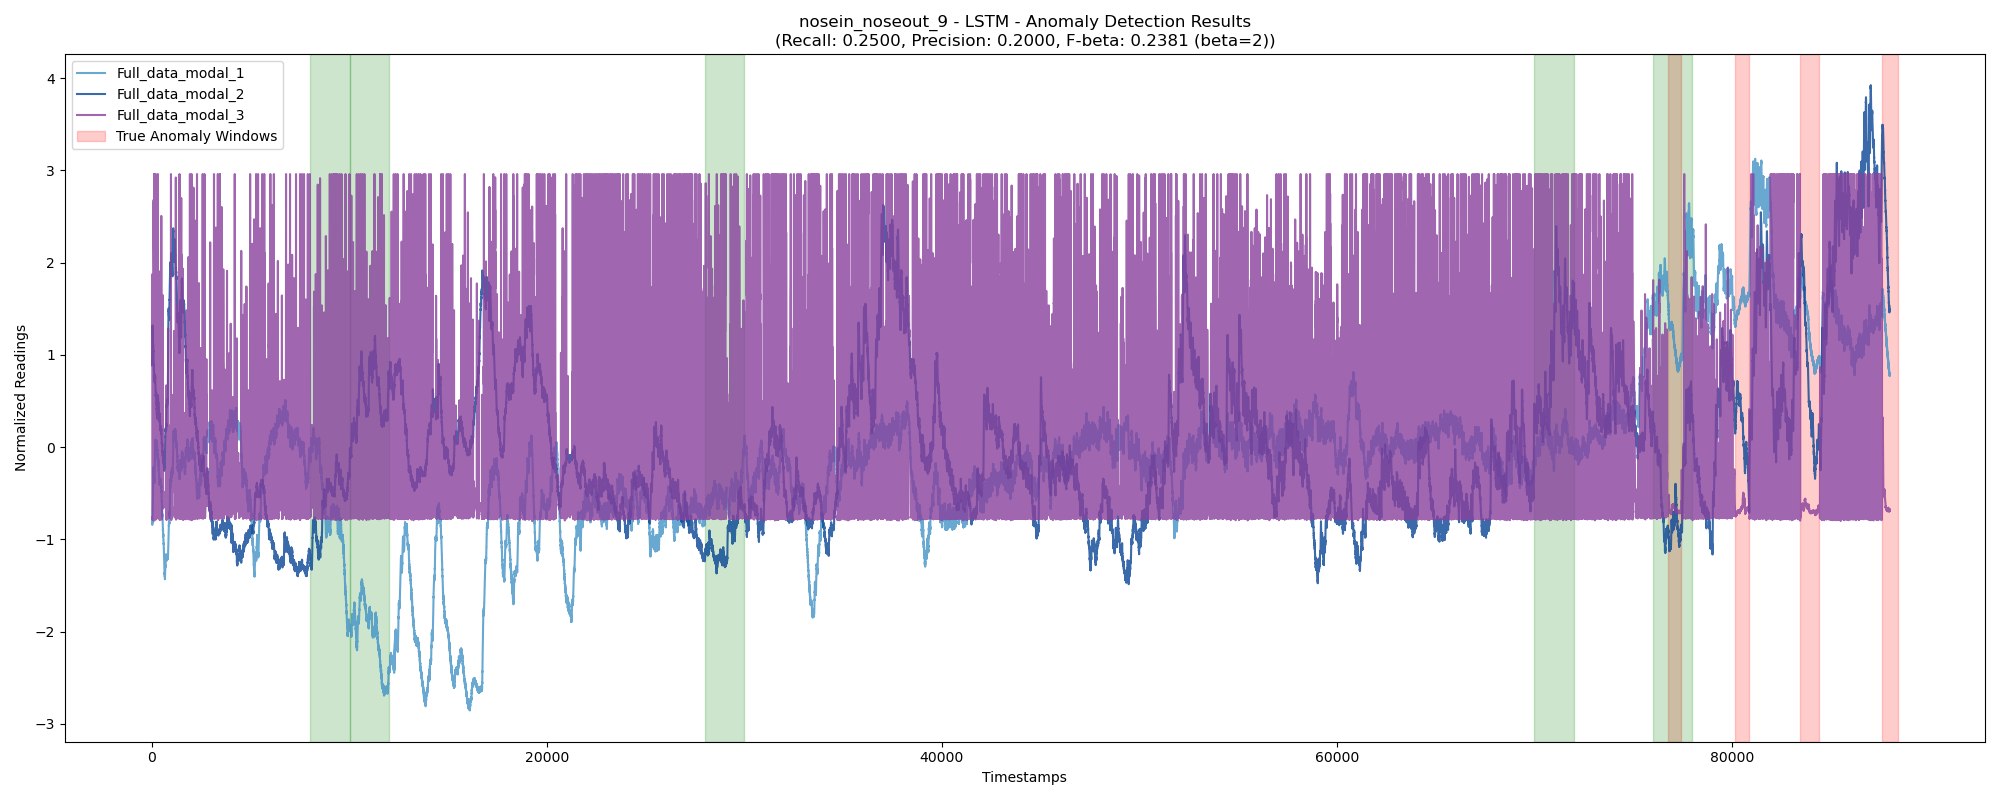 nosein_noseout_9 - LSTM - Anomaly Detection Results
(Recall: 0.2500, Precision: 0.2000, F-beta: 0.2381 (beta=2))
Full_data_modal_1
Full_data_modal_2
Full_data_modal_3
True Anomaly Windows
Normalized Readings
4
3
2
1
0
−1
−2
−3
0
20000
40000
60000
80000
Timestamps